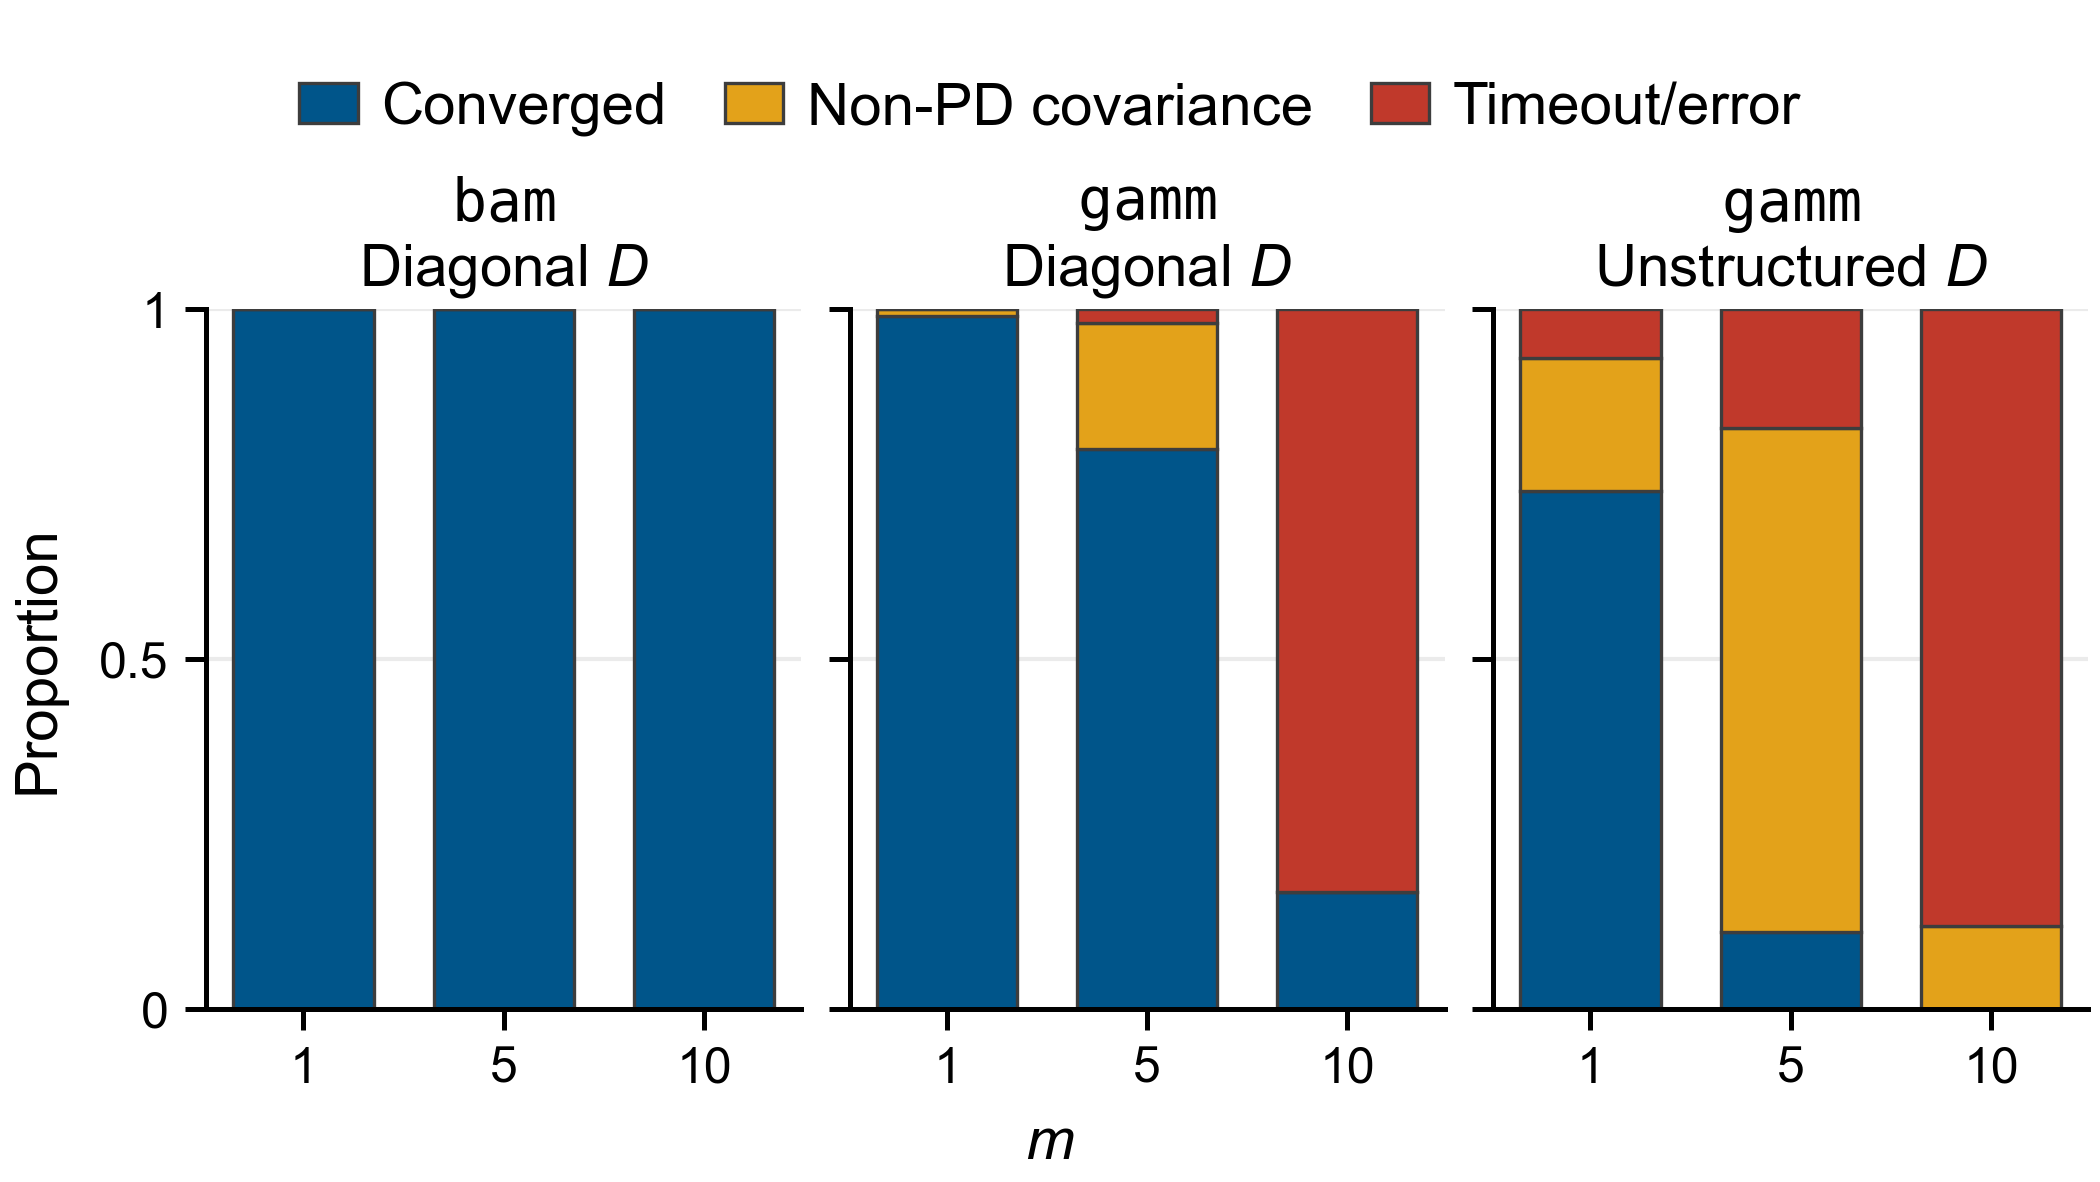 Converged Non-PD covariance Timeout/error
bam
Diagonal D
gamm
Diagonal D
gamm
Unstructured D
Proportion
1
0.5
0
1 5 10
1 5 10
1 5 10
m